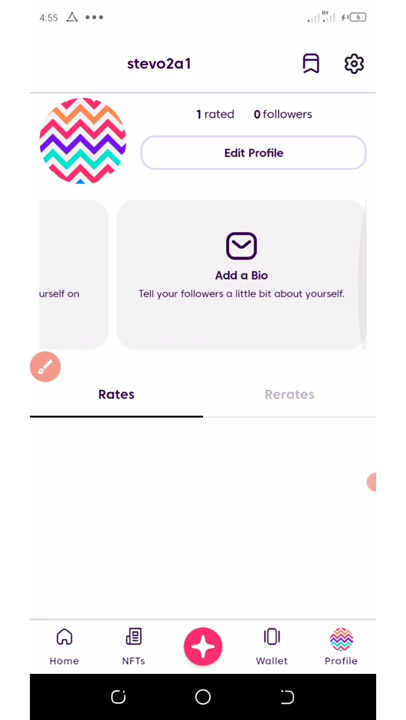 4:55
6
stevo2a1
1 rated 0 followers
Edit Profile
Add a Bio
urself on
Tell your followers a little bit about yourself.
Rates
Rerates
Home
NFTs
Wallet
Profile